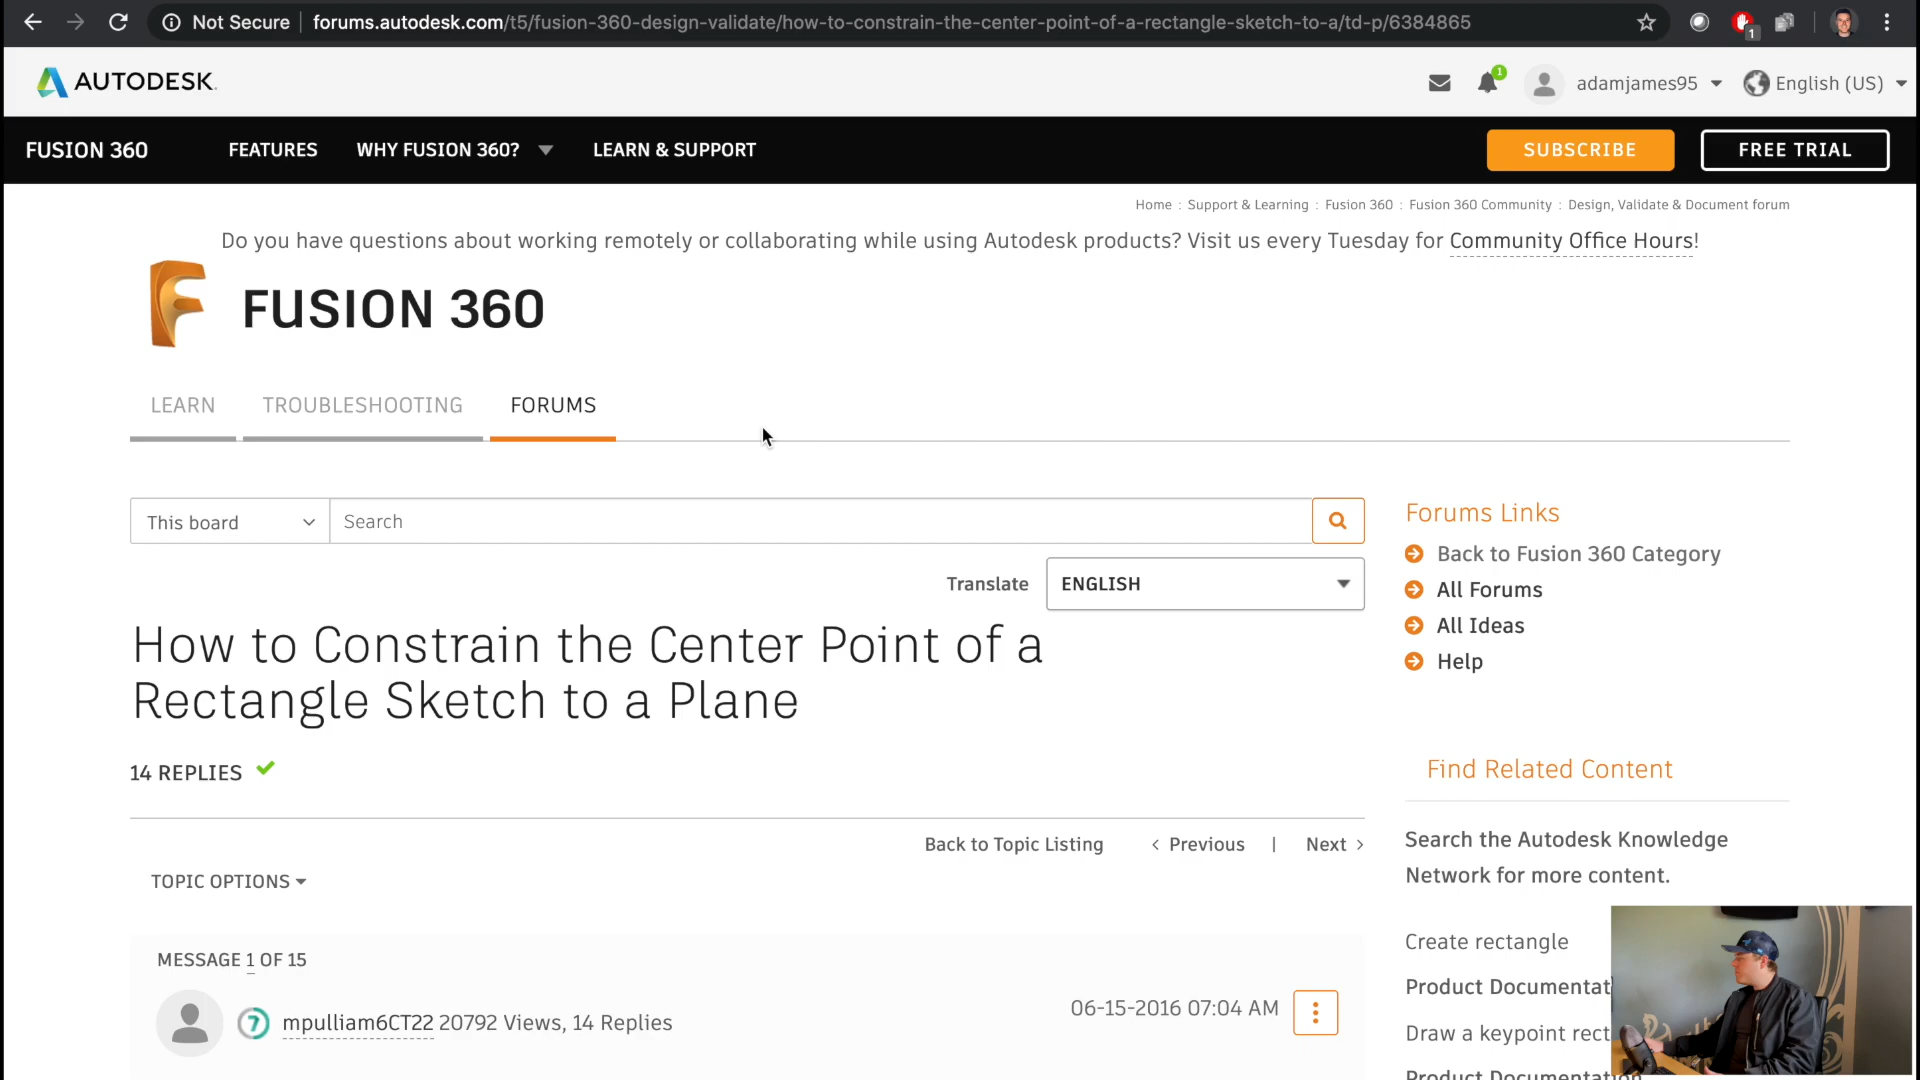 Not Secure
forums.autodesk.com/t5/fusion-360-design-validate/how-to-constrain-the-center-point-of-a-rectangle-sketch-to-a/td-p/6384865
1
AUTODESK.
1
adamjames95
English (US)
FUSION 360
FEATURES
WHY FUSION 360?
LEARN & SUPPORT
SUBSCRIBE
FREE TRIAL
Home : Support & Learning : Fusion 360 : Fusion 360 Community : Design, Validate & Document forum
Do you have questions about working remotely or collaborating while using Autodesk products? Visit us every Tuesday for Community Office Hours!
FUSION 360
LEARN
TROUBLESHOOTING
FORUMS
This board
Search
Translate
ENGLISH
How to Constrain the Center Point of a
Rectangle Sketch to a Plane
14 REPLIES
Back to Topic Listing
< Previous
|
Next >
TOPIC OPTIONS
MESSAGE 1 OF 15
7
mpulliam6CT22 20792 Views, 14 Replies
06-15-2016 07:04 AM
Forums Links
Back to Fusion 360 Category
All Forums
All Ideas
Help
Find Related Content
Search the Autodesk Knowledge
Network for more content.
Create rectangle
Product Documentat
Draw a keypoint rect
Product Documentation